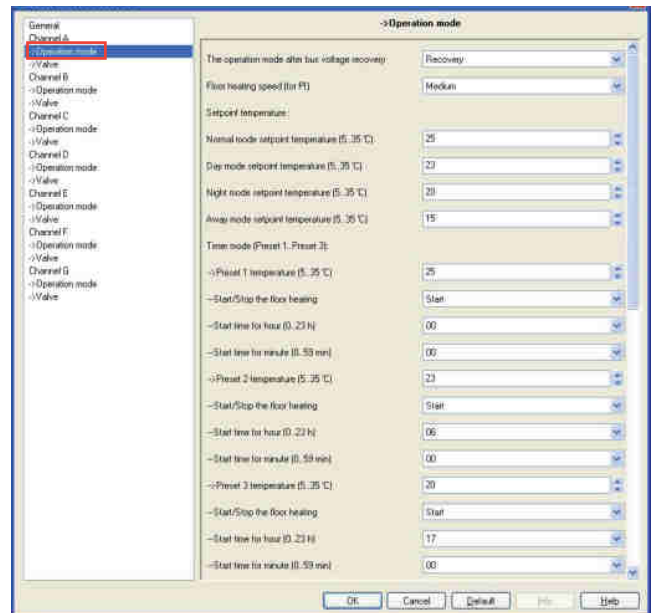 ->Operation mode
General
Channel A
->Operation mode
->Valve
Channel B
->Operation mode
->Valve
Channel C
->Operation mode
->Valve
Channel D
->Operation mode
->Valve
Channel E
->Operation mode
->Valve
Channel F
->Operation mode
->Valve
Channel G
->Operation mode
->Valve
The operation mode after bus voltage recovery Recovery
Floor heating speed (for PI) Medium
Setpoint temperature:
Normal mode setpoint temperature (5..35 ℃) 25
Day mode setpoint temperature (5..35 ℃) 23
Night mode setpoint temperature (5..35 ℃) 20
Away mode setpoint temperature (5..35 ℃) 15
Timer mode (Preset 1..Preset 3):
->Preset 1 temperature (5..35 ℃) 25
--Start/Stop the floor heating Start
--Start time for hour (0..23 h) 00
--Start time for minute (0..59 min) 00
->Preset 2 temperature (5..35 ℃) 23
--Start/Stop the floor heating Start
--Start time for hour (0..23 h) 06
--Start time for minute (0..59 min) 00
->Preset 3 temperature (5..35 ℃) 20
--Start/Stop the floor heating Start
--Start time for hour (0..23 h) 17
--Start time for minute (0..59 min) 00
OK Cancel Default Info Help